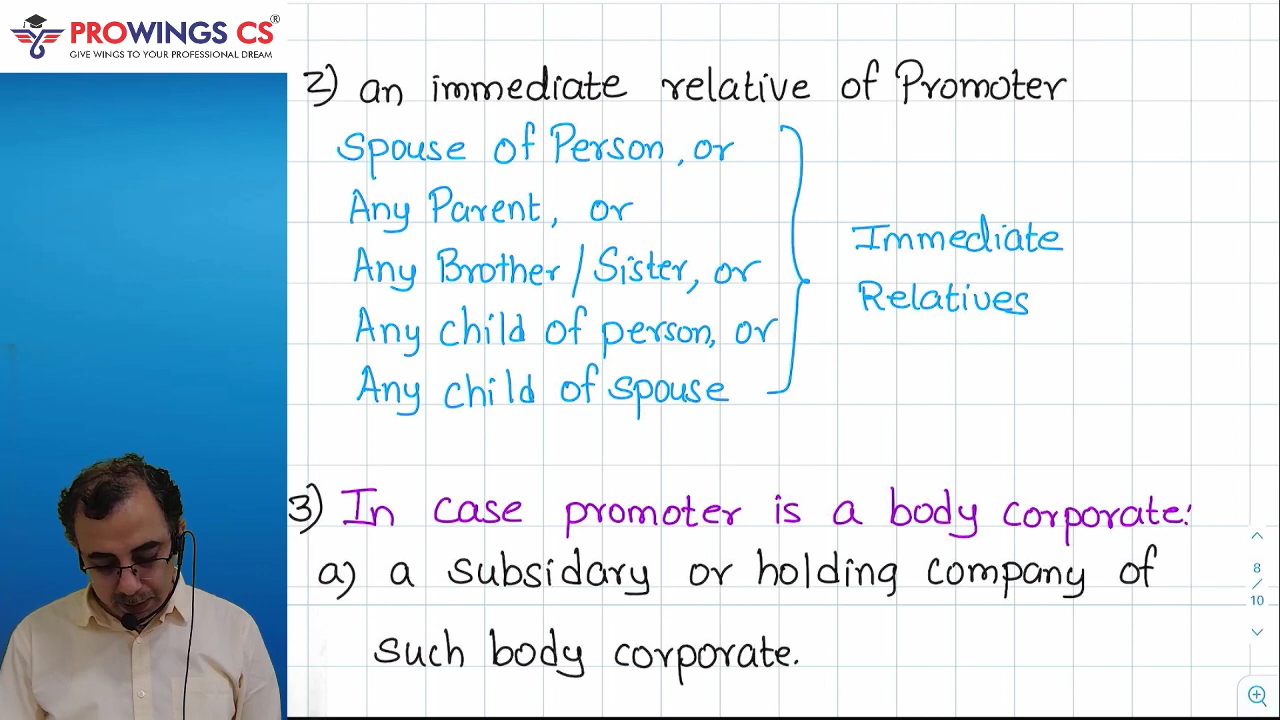 PROWINGS CS®
GIVE WINGS TO YOUR PROFESSIONAL DREAM
2) an immediate relative of Promoter
Spouse of Person, or
Any Parent, or
Any Brother / Sister, or
Any child of person, or
Any child of spouse
Immediate
Relatives
3) In case promoter is a body corporate:
a) a subsidary or holding company of
such body corporate.
8
/
10